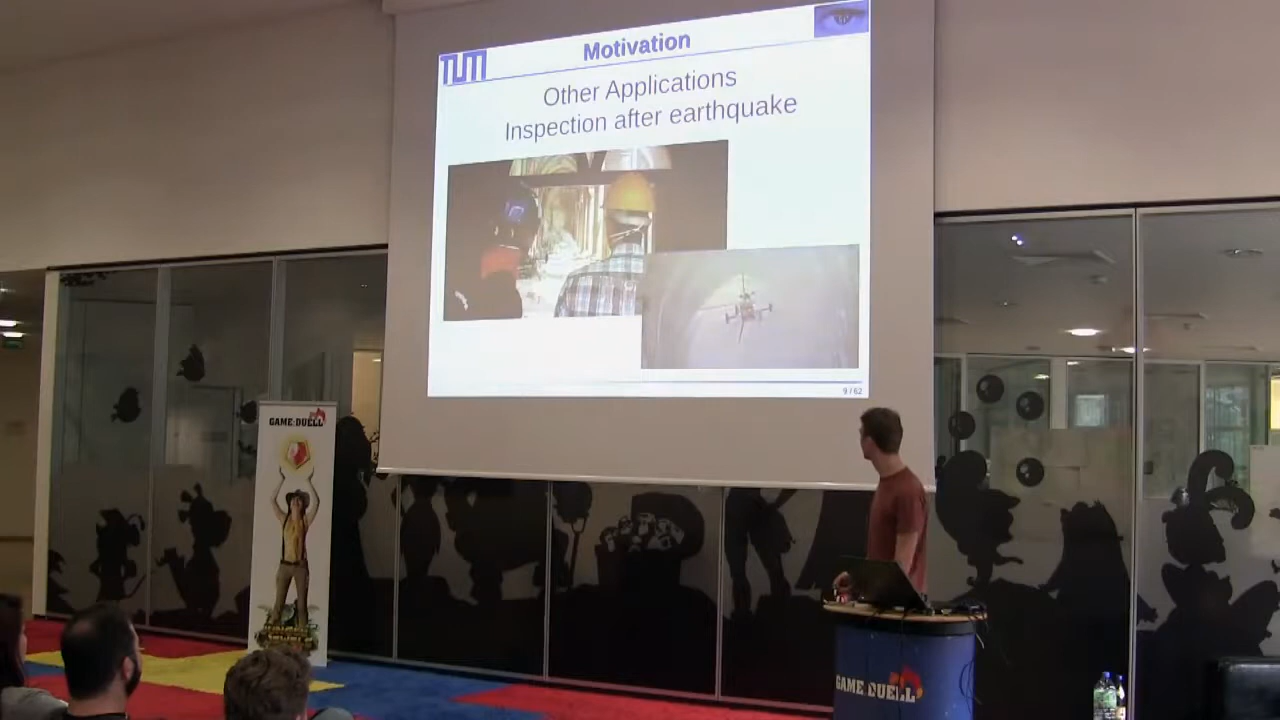 TUM
Motivation
Other Applications
Inspection after earthquake
9 / 62
GAME DUELL
GAME DUELL